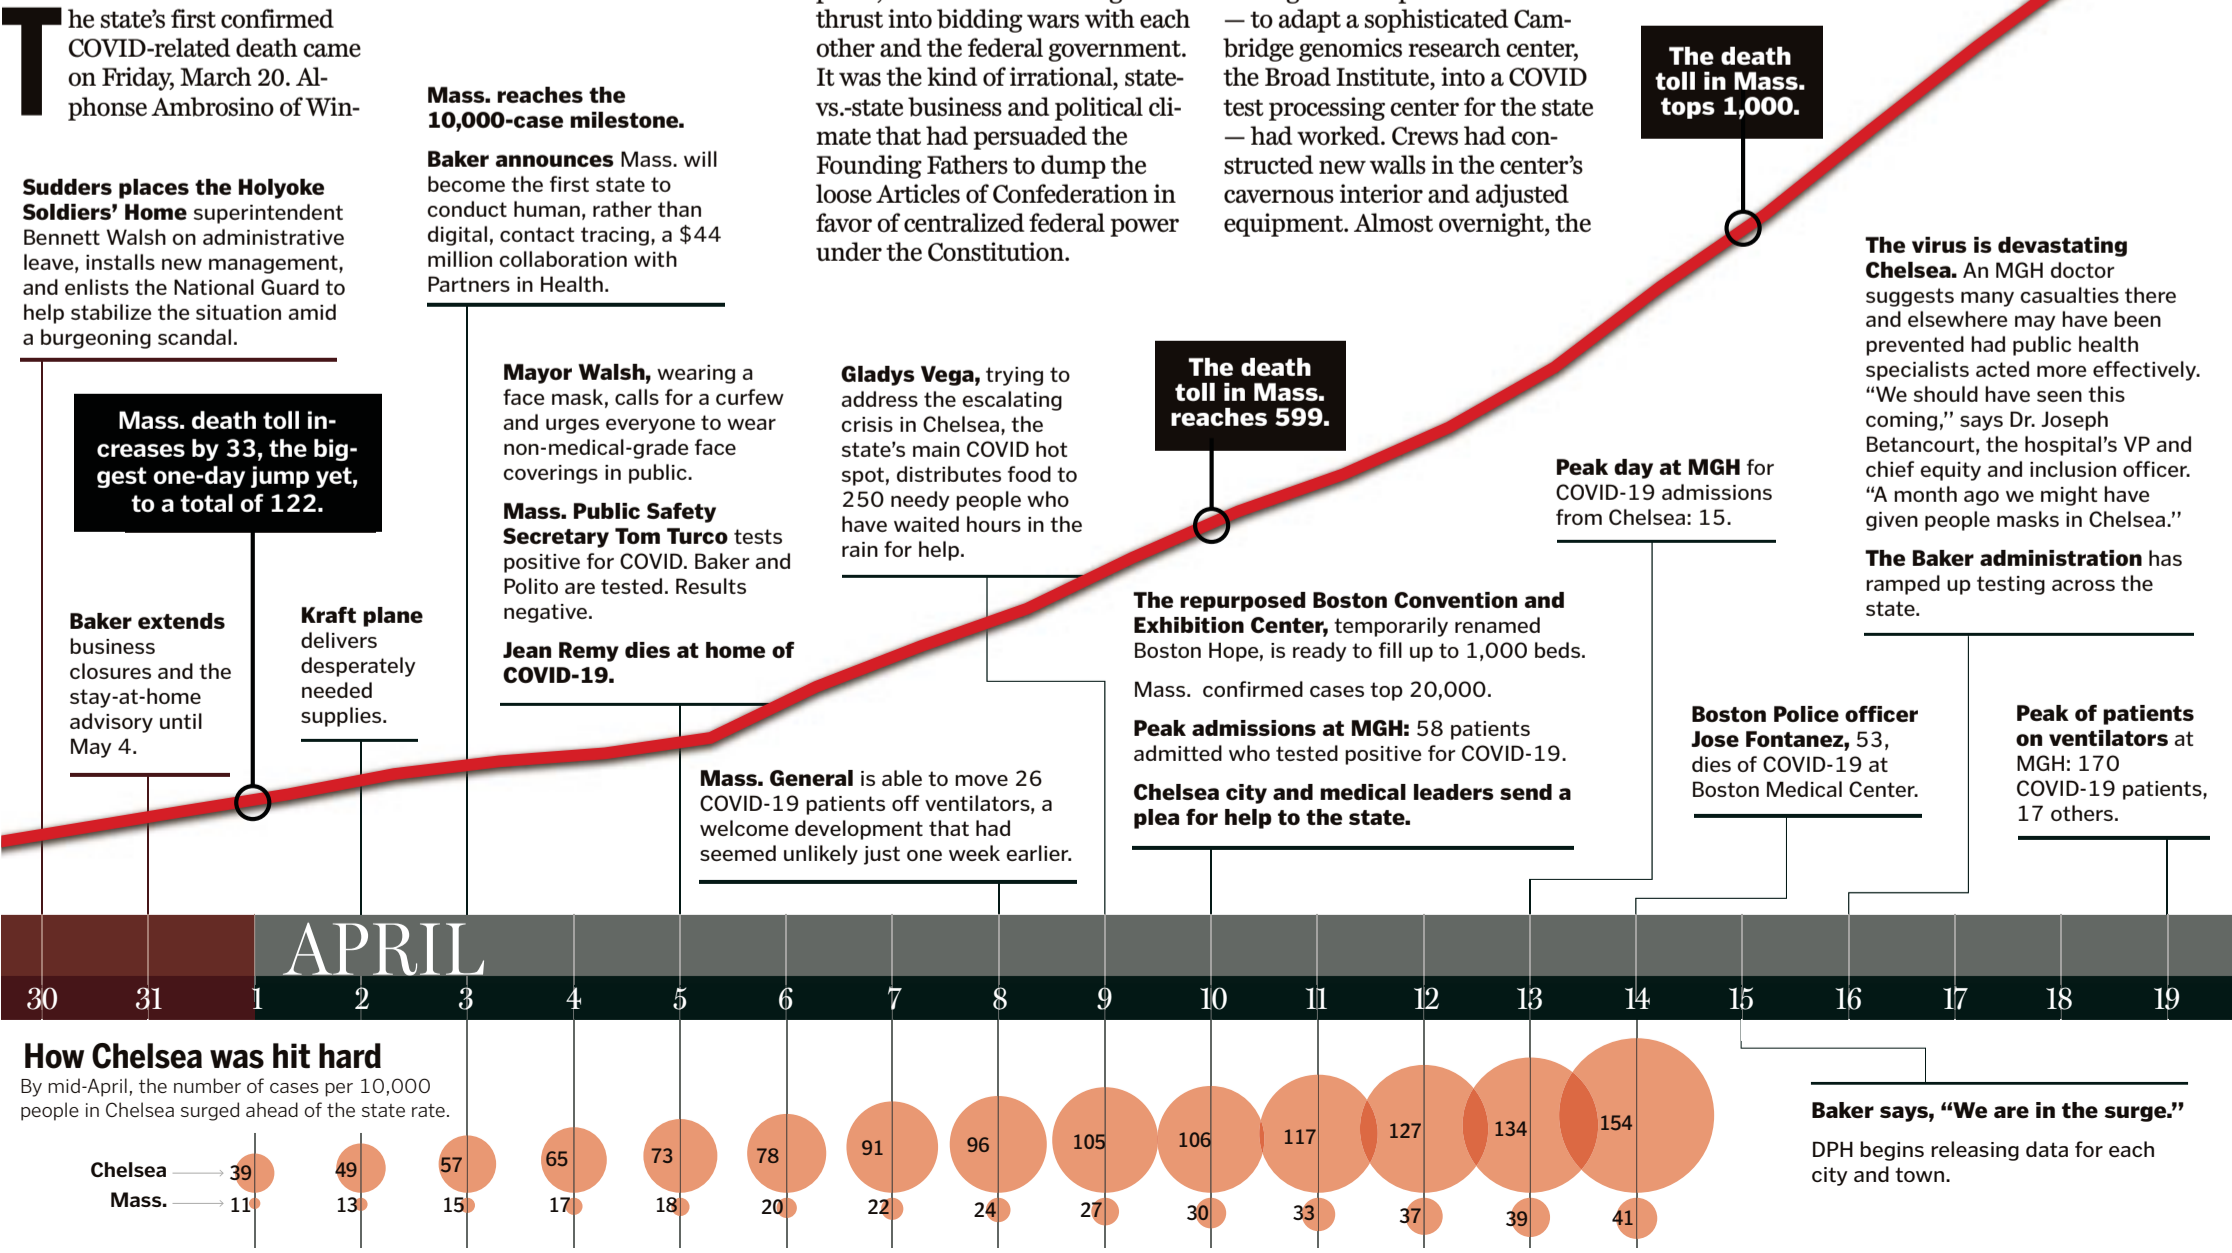 The state's first confirmed
COVID-related death came
on Friday, March 20. Al-
phonse Ambrosino of Win-
thrust into bidding wars with each
other and the federal government.
It was the kind of irrational, state-
vs.-state business and political cli-
mate that had persuaded the
Founding Fathers to dump the
loose Articles of Confederation in
favor of centralized federal power
under the Constitution.
— to adapt a sophisticated Cam-
bridge genomics research center,
the Broad Institute, into a COVID
test processing center for the state
— had worked. Crews had con-
structed new walls in the center's
cavernous interior and adjusted
equipment. Almost overnight, the
Sudders places the Holyoke
Soldiers' Home superintendent
Bennett Walsh on administrative
leave, installs new management,
and enlists the National Guard to
help stabilize the situation amid
a burgeoning scandal.
Mass. death toll in-
creases by 33, the big-
gest one-day jump yet,
to a total of 122.
Baker extends
business
closures and the
stay-at-home
advisory until
May 4.
Kraft plane
delivers
desperately
needed
supplies.
Mass. reaches the
10,000-case milestone.
Baker announces Mass. will
become the first state to
conduct human, rather than
digital, contact tracing, a $44
million collaboration with
Partners in Health.
Mayor Walsh, wearing a
face mask, calls for a curfew
and urges everyone to wear
non-medical-grade face
coverings in public.
Mass. Public Safety
Secretary Tom Turco tests
positive for COVID. Baker and
Polito are tested. Results
negative.
Jean Remy dies at home of
COVID-19.
Mass. General is able to move 26
COVID-19 patients off ventilators, a
welcome development that had
seemed unlikely just one week earlier.
Gladys Vega, trying to
address the escalating
crisis in Chelsea, the
state's main COVID hot
spot, distributes food to
250 needy people who
have waited hours in the
rain for help.
The death
toll in Mass.
reaches 599.
The repurposed Boston Convention and
Exhibition Center, temporarily renamed
Boston Hope, is ready to fill up to 1,000 beds.
Mass. confirmed cases top 20,000.
Peak admissions at MGH: 58 patients
admitted who tested positive for COVID-19.
Chelsea city and medical leaders send a
plea for help to the state.
Peak day at MGH for
COVID-19 admissions
from Chelsea: 15.
Boston Police officer
Jose Fontanez, 53,
dies of COVID-19 at
Boston Medical Center.
The death
toll in Mass.
tops 1,000.
The virus is devastating
Chelsea. An MGH doctor
suggests many casualties there
and elsewhere may have been
prevented had public health
specialists acted more effectively.
“We should have seen this
coming,’’ says Dr. Joseph
Betancourt, the hospital's VP and
chief equity and inclusion officer.
“A month ago we might have
given people masks in Chelsea.’’
The Baker administration has
ramped up testing across the
state.
Peak of patients
on ventilators at
MGH: 170
COVID-19 patients,
17 others.
APRIL
30 31 1 2 3 4 5 6 7 8 9 10 11 12 13 14 15 16 17 18 19
How Chelsea was hit hard
By mid-April, the number of cases per 10,000
people in Chelsea surged ahead of the state rate.
Chelsea 39 49 57 65 73 78 91 96 105 106 117 127 134 154
Mass. 11 13 15 17 18 20 22 24 27 30 33 37 39 41
Baker says, “We are in the surge.’’
DPH begins releasing data for each
city and town.